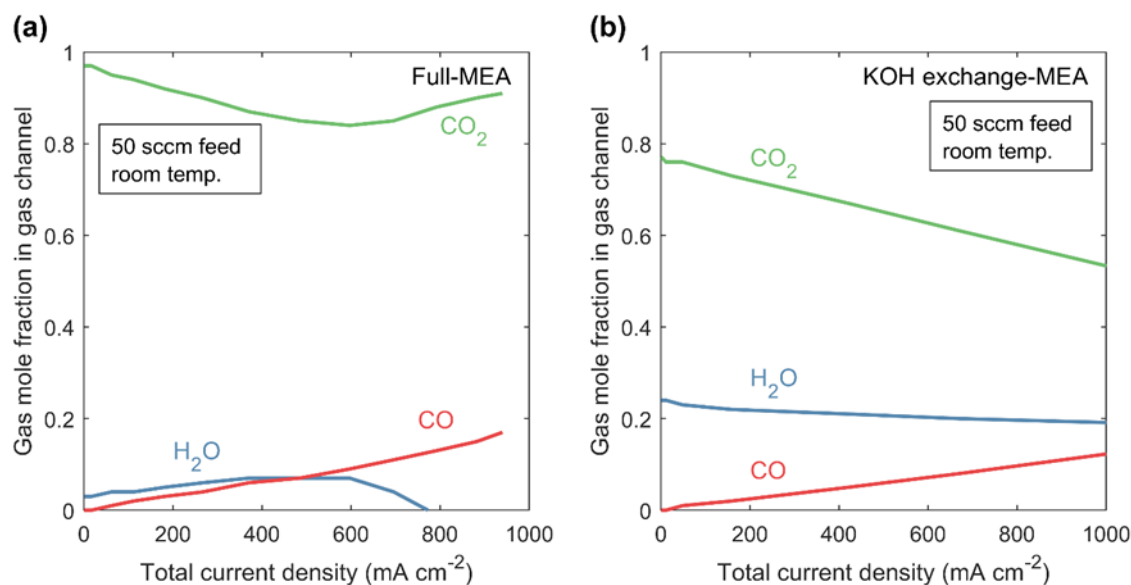 (a)
Gas mole fraction in gas channel
1
0.8
0.6
0.4
0.2
0
Full-MEA
CO₂
50 sccm feed
room temp.
H₂O
CO
0 200 400 600 800 1000
Total current density (mA cm⁻²)
(b)
Gas mole fraction in gas channel
1
0.8
0.6
0.4
0.2
0
KOH exchange-MEA
50 sccm feed
room temp.
CO₂
H₂O
CO
0 200 400 600 800 1000
Total current density (mA cm⁻²)